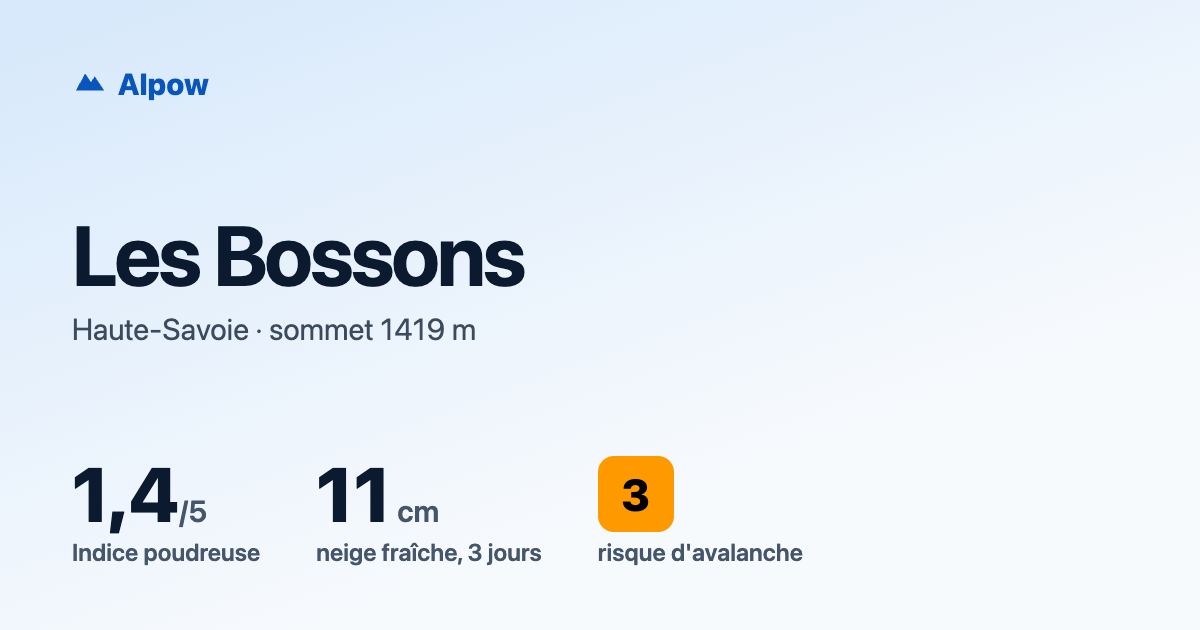 Alpow
Les Bossons
Haute-Savoie · sommet 1419 m
1,4/5
Indice poudreuse
11 cm
neige fraîche, 3 jours
3
risque d'avalanche